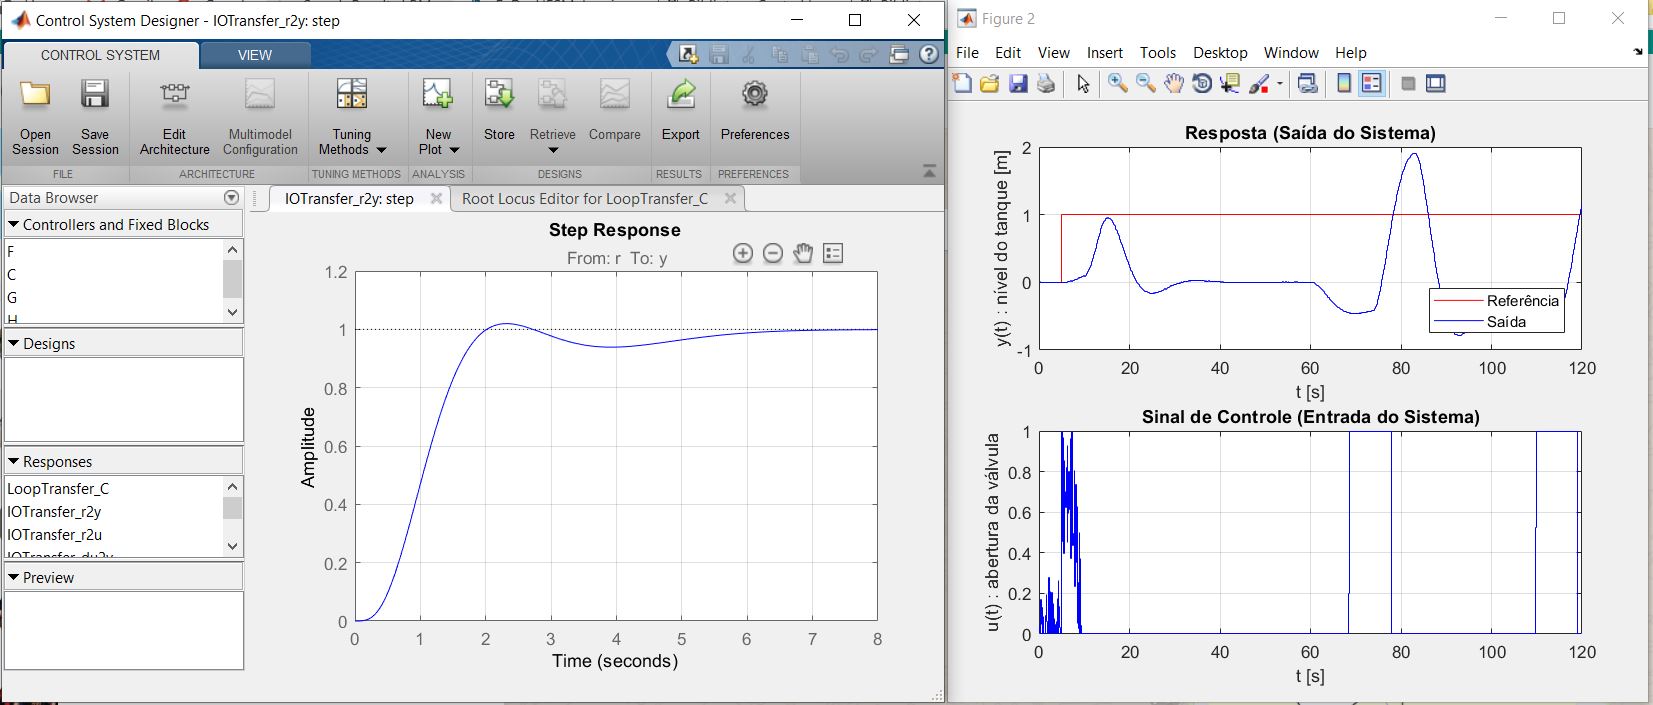 Control System Designer - IOTransfer_r2y: step
CONTROL SYSTEM
VIEW
Open Session
Save Session
Edit Architecture
Multimodel Configuration
Tuning Methods
New Plot
Store
Retrieve
Compare
Export
Preferences
FILE
ARCHITECTURE
TUNING METHODS
ANALYSIS
DESIGNS
RESULTS
PREFERENCES
Data Browser
Controllers and Fixed Blocks
F
C
G
H
Designs
Responses
LoopTransfer_C
IOTransfer_r2y
IOTransfer_r2u
IOTransfer_du2y
Preview
IOTransfer_r2y: step
Root Locus Editor for LoopTransfer_C
Step Response
From: r To: y
Amplitude
1.2
1
0.8
0.6
0.4
0.2
0
0 1 2 3 4 5 6 7 8
Time (seconds)
Figure 2
File Edit View Insert Tools Desktop Window Help
Resposta (Saída do Sistema)
y(t) : nível do tanque [m]
2
1
0
-1
Referência
Saída
0 20 40 60 80 100 120
t [s]
Sinal de Controle (Entrada do Sistema)
u(t) : abertura da válvula
1
0.8
0.6
0.4
0.2
0
0 20 40 60 80 100 120
t [s]